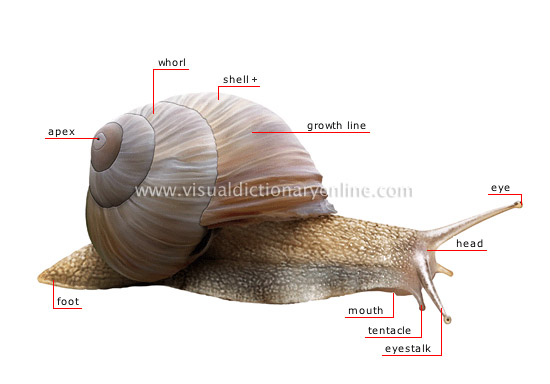 whorl
shell +
growth line
apex
www.visualdictionaryonline.com
eye
head
foot
mouth
tentacle
eyestalk